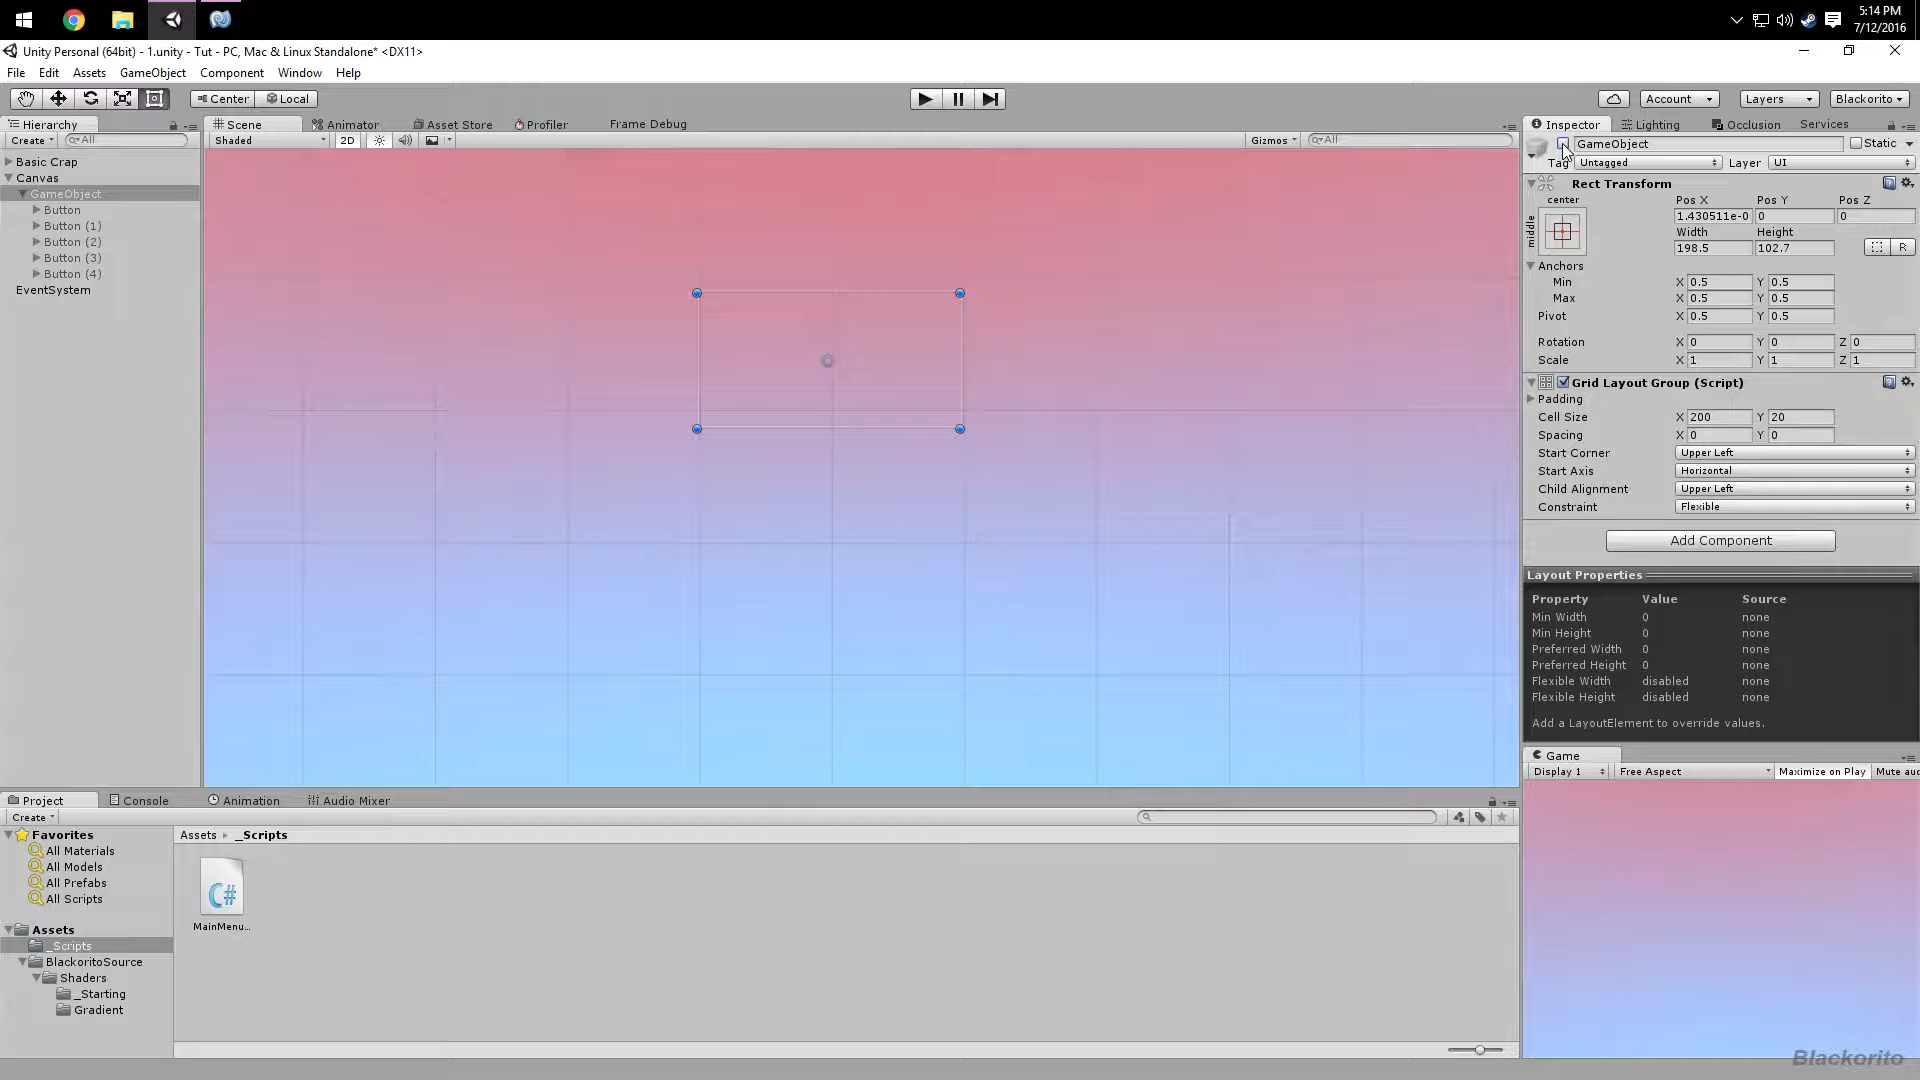 5:14 PM
7/12/2016
Unity Personal (64bit) - 1.unity - Tut - PC, Mac & Linux Standalone* <DX11>
File Edit Assets GameObject Component Window Help
Center Local Account Layers Blackorito
Hierarchy
Create All
Basic Crap
Canvas
GameObject
Button
Button (1)
Button (2)
Button (3)
Button (4)
EventSystem
Scene Animator Asset Store Profiler Frame Debug
Shaded 2D Gizmos All
Inspector Lighting Occlusion Services
GameObject Static
Tag Untagged Layer UI
Rect Transform
center
middle
Pos X Pos Y Pos Z
1.430511e-0 0 0
Width Height
198.5 102.7 R
Anchors
Min X 0.5 Y 0.5
Max X 0.5 Y 0.5
Pivot X 0.5 Y 0.5
Rotation X 0 Y 0 Z 0
Scale X 1 Y 1 Z 1
Grid Layout Group (Script)
Padding
Cell Size X 200 Y 20
Spacing X 0 Y 0
Start Corner Upper Left
Start Axis Horizontal
Child Alignment Upper Left
Constraint Flexible
Add Component
Layout Properties
Property Value Source
Min Width 0 none
Min Height 0 none
Preferred Width 0 none
Preferred Height 0 none
Flexible Width disabled none
Flexible Height disabled none
Add a LayoutElement to override values.
Game
Display 1 Free Aspect Maximize on Play Mute auc
Project Console Animation Audio Mixer
Create
Favorites
All Materials
All Models
All Prefabs
All Scripts
Assets
_Scripts
BlackoritoSource
Shaders
_Starting
Gradient
Assets _Scripts
C#
MainMenu...
Blackorito